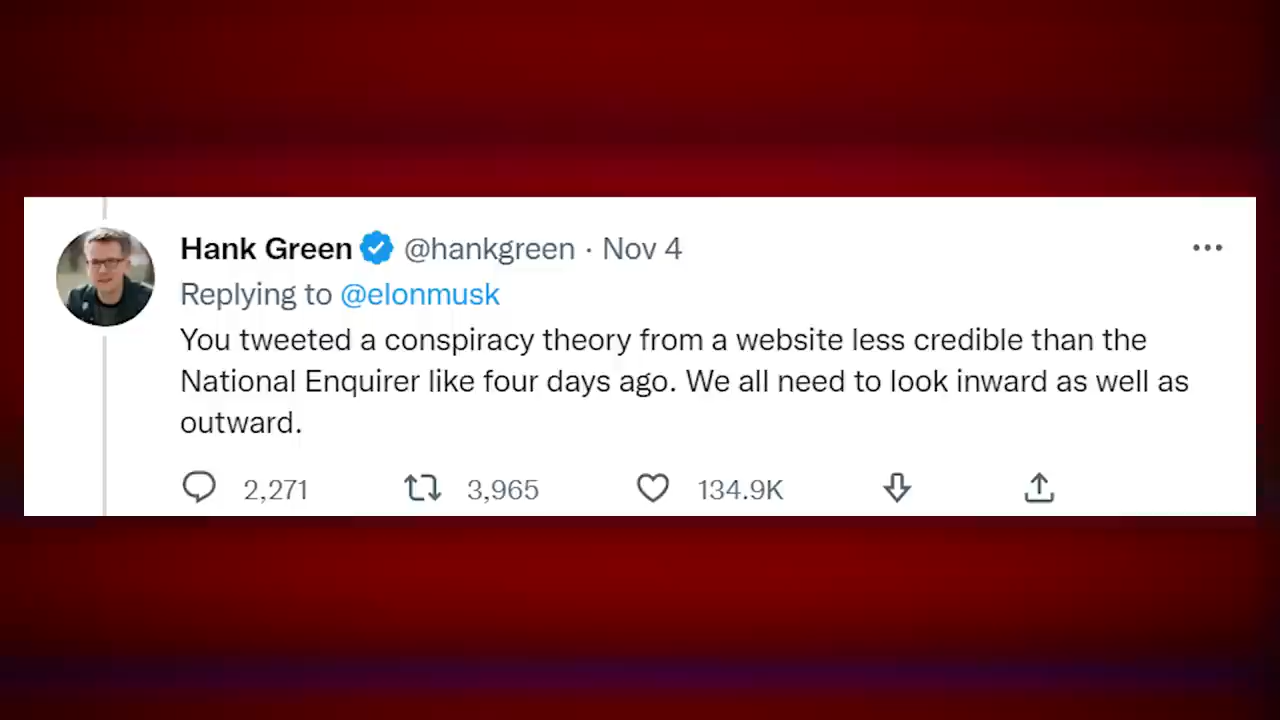 Hank Green @hankgreen · Nov 4
Replying to @elonmusk
You tweeted a conspiracy theory from a website less credible than the
National Enquirer like four days ago. We all need to look inward as well as
outward.
2,271 3,965 134.9K